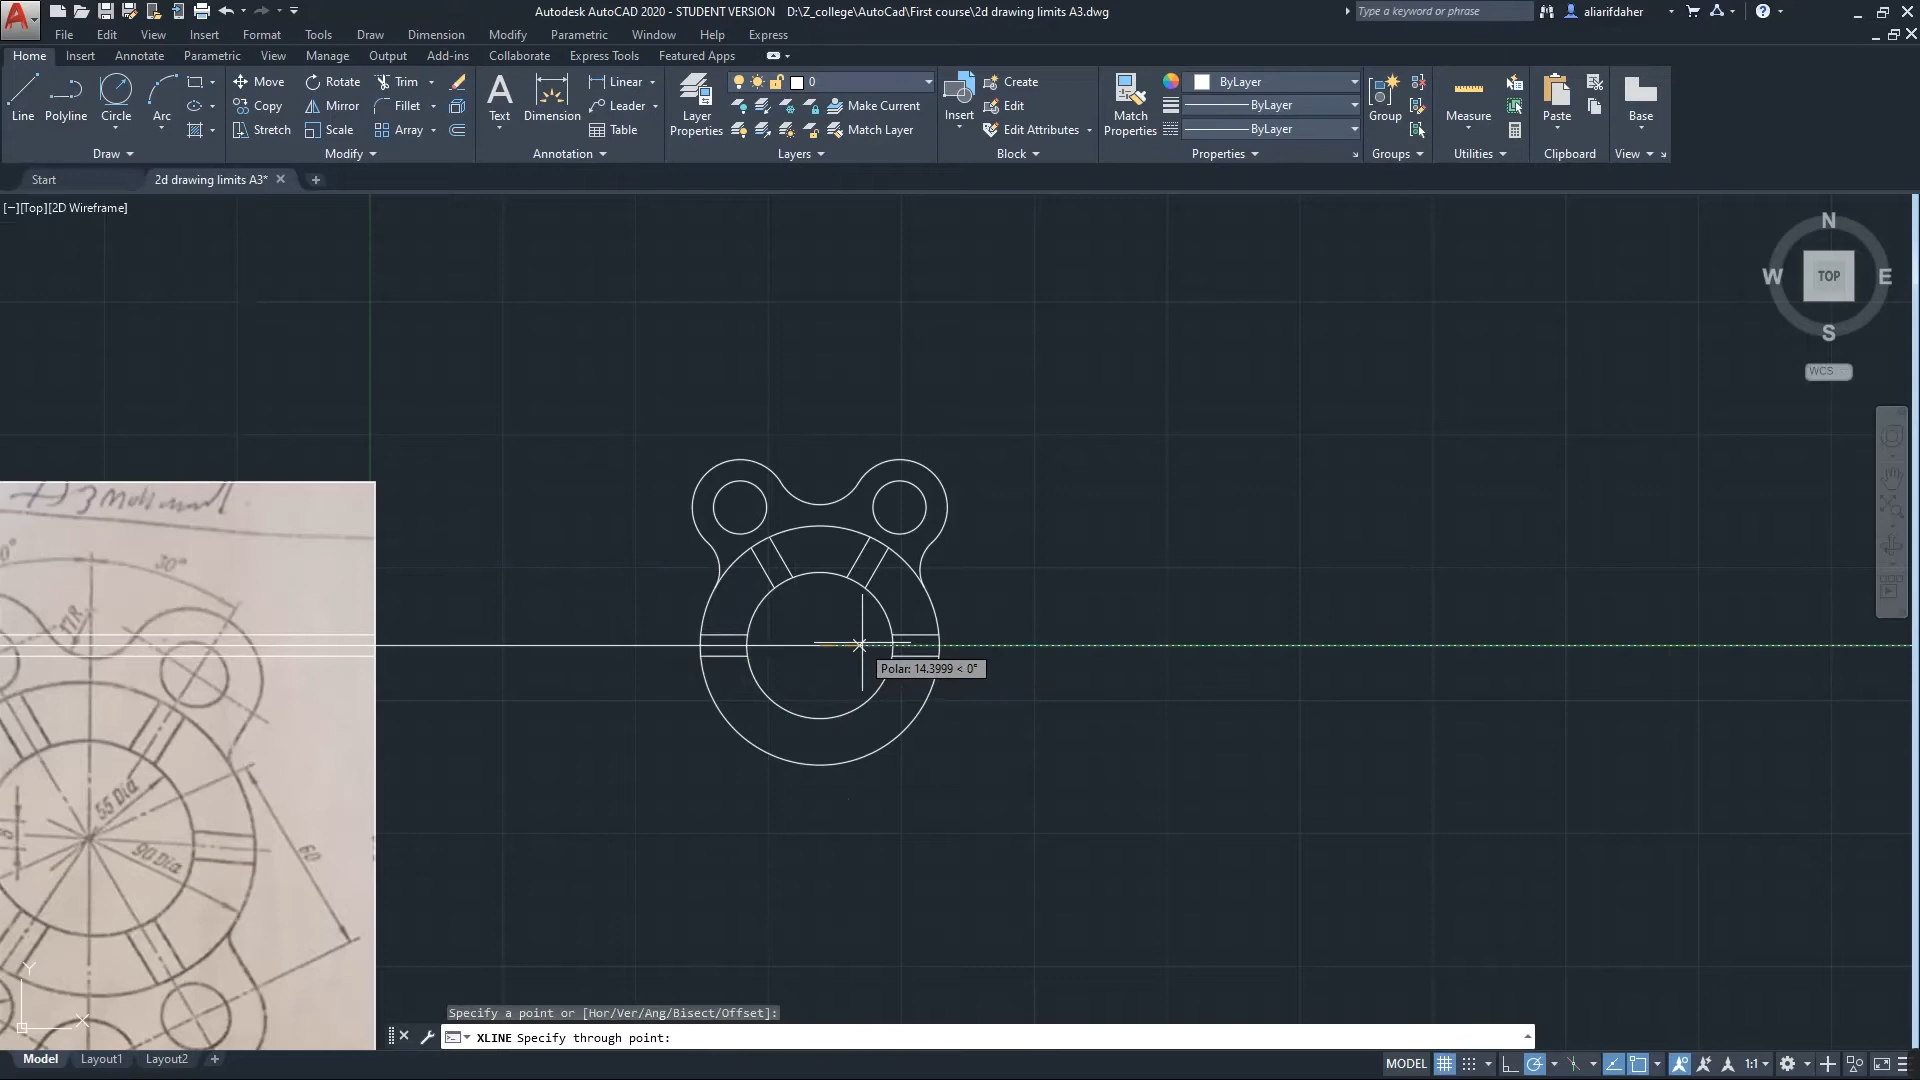 Autodesk AutoCAD 2020 - STUDENT VERSION D:\Z_college\AutoCad\First course\2d drawing limits A3.dwg
Type a keyword or phrase
aliarifdaher
File Edit View Insert Format Tools Draw Dimension Modify Parametric Window Help Express
Home Insert Annotate Parametric View Manage Output Add-ins Collaborate Express Tools Featured Apps
Line Polyline Circle Arc
Draw
Move Rotate Trim
Copy Mirror Fillet
Stretch Scale Array
Modify
Text Dimension
Linear
Leader
Table
Annotation
Layer Properties
0
Make Current
Match Layer
Layers
Insert
Create
Edit
Edit Attributes
Block
Match Properties
ByLayer
ByLayer
ByLayer
Properties
Group
Groups
Measure
Utilities
Paste
Clipboard
Base
View
Start
2d drawing limits A3*
[−][Top][2D Wireframe]
N
W TOP E
S
WCS
30°
17R
55 Dia
90 Dia
60
8
Polar: 14.3999 < 0°
Y
X
Specify a point or [Hor/Ver/Ang/Bisect/Offset]:
XLINE Specify through point:
Model Layout1 Layout2
MODEL
1:1